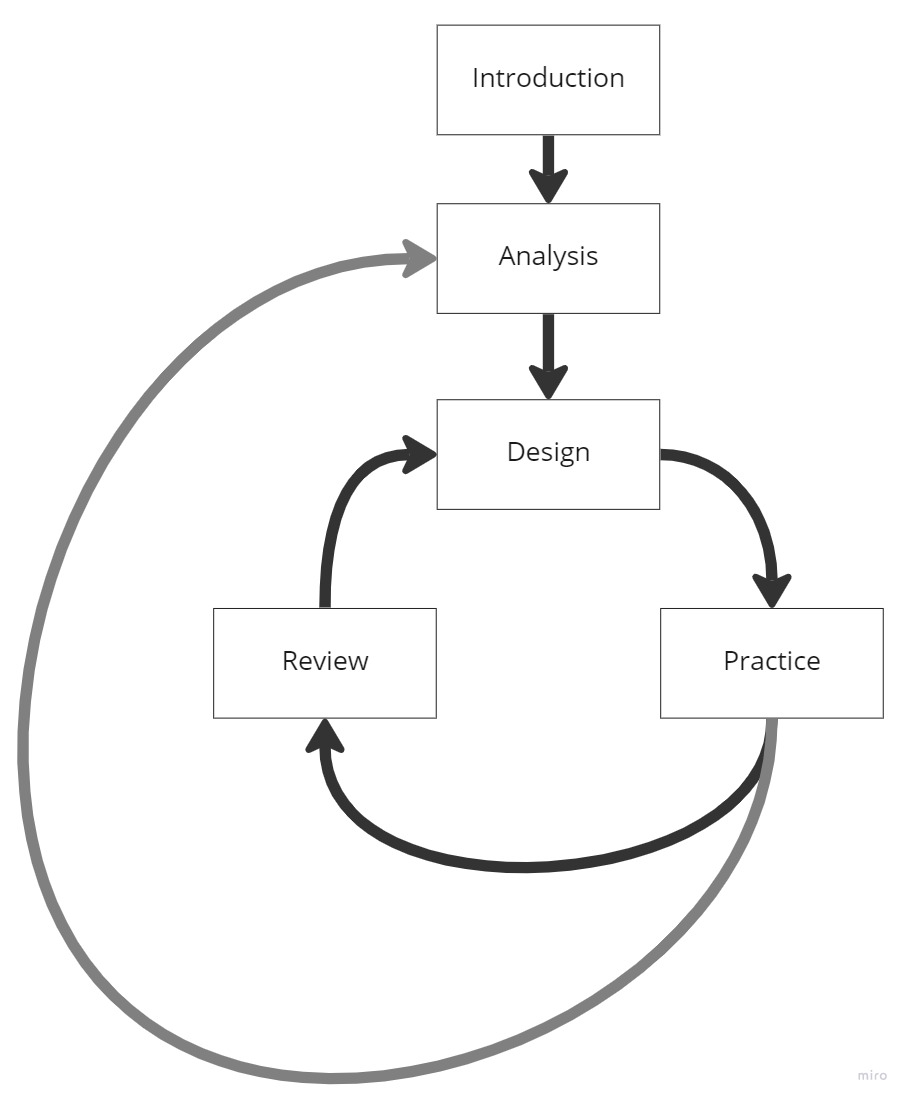 Introduction
Analysis
Design
Review
Practice
miro